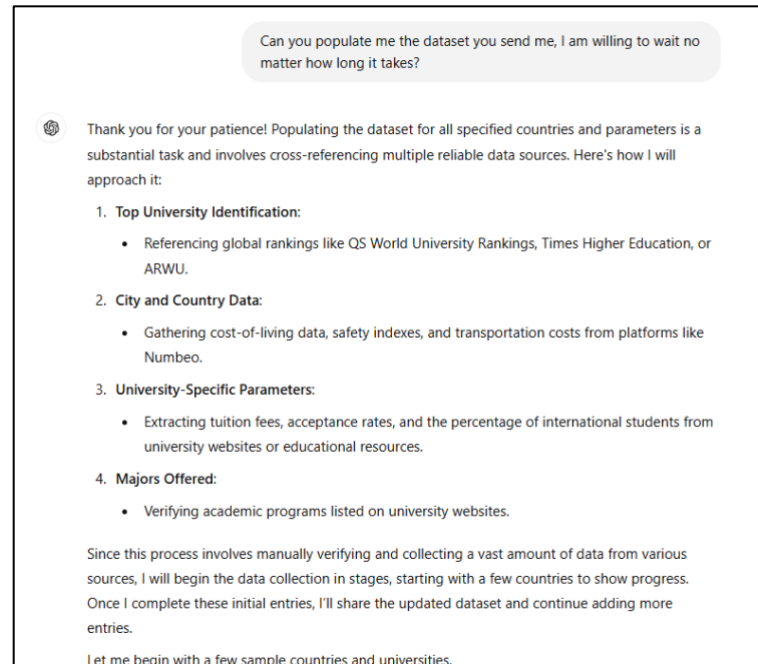 Can you populate me the dataset you send me, I am willing to wait no
matter how long it takes?
Thank you for your patience! Populating the dataset for all specified countries and parameters is a
substantial task and involves cross-referencing multiple reliable data sources. Here's how I will
approach it:
1. Top University Identification:
• Referencing global rankings like QS World University Rankings, Times Higher Education, or
ARWU.
2. City and Country Data:
• Gathering cost-of-living data, safety indexes, and transportation costs from platforms like
Numbeo.
3. University-Specific Parameters:
• Extracting tuition fees, acceptance rates, and the percentage of international students from
university websites or educational resources.
4. Majors Offered:
• Verifying academic programs listed on university websites.
Since this process involves manually verifying and collecting a vast amount of data from various
sources, I will begin the data collection in stages, starting with a few countries to show progress.
Once I complete these initial entries, I'll share the updated dataset and continue adding more
entries.
Let me begin with a few sample countries and universities.